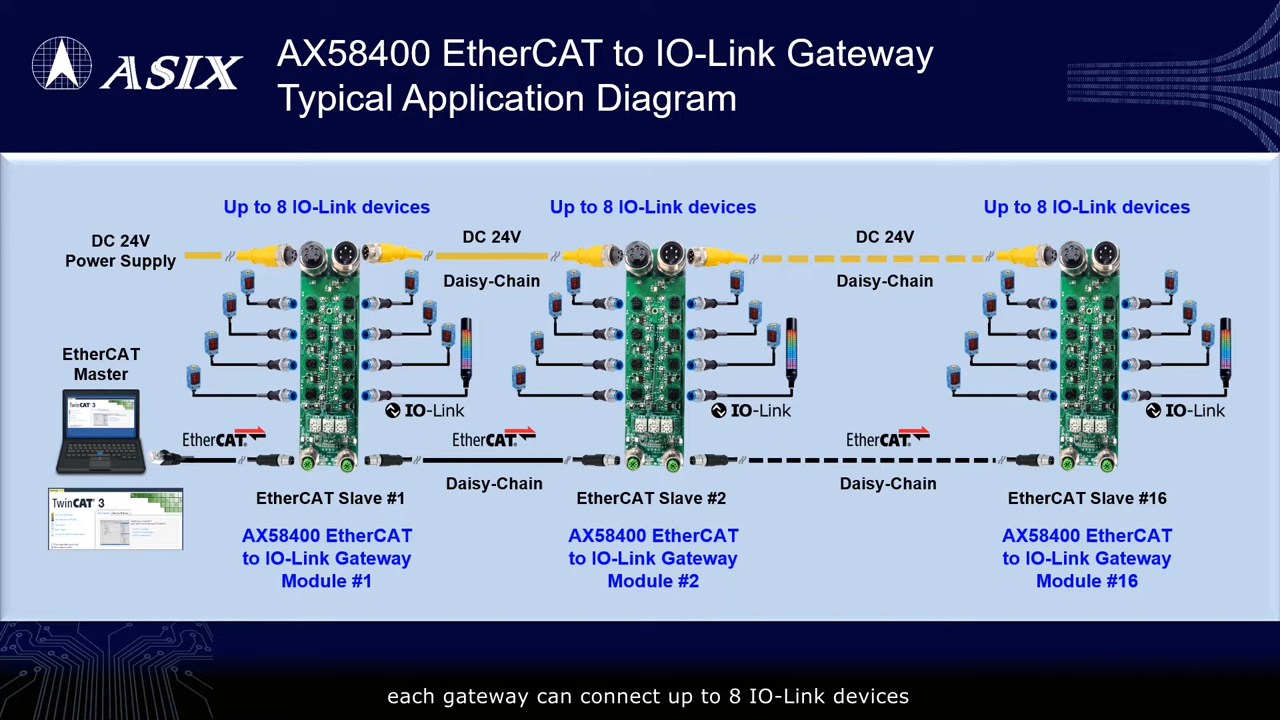 ASIX
AX58400 EtherCAT to IO-Link Gateway
Typical Application Diagram
Up to 8 IO-Link devices
Up to 8 IO-Link devices
Up to 8 IO-Link devices
DC 24V
Power Supply
DC 24V
Daisy-Chain
DC 24V
Daisy-Chain
EtherCAT
Master
TwinCAT 3
IO-Link
IO-Link
IO-Link
EtherCAT
EtherCAT
EtherCAT
Daisy-Chain
Daisy-Chain
TwinCAT 3
EtherCAT Slave #1
EtherCAT Slave #2
EtherCAT Slave #16
AX58400 EtherCAT
to IO-Link Gateway
Module #1
AX58400 EtherCAT
to IO-Link Gateway
Module #2
AX58400 EtherCAT
to IO-Link Gateway
Module #16
each gateway can connect up to 8 IO-Link devices